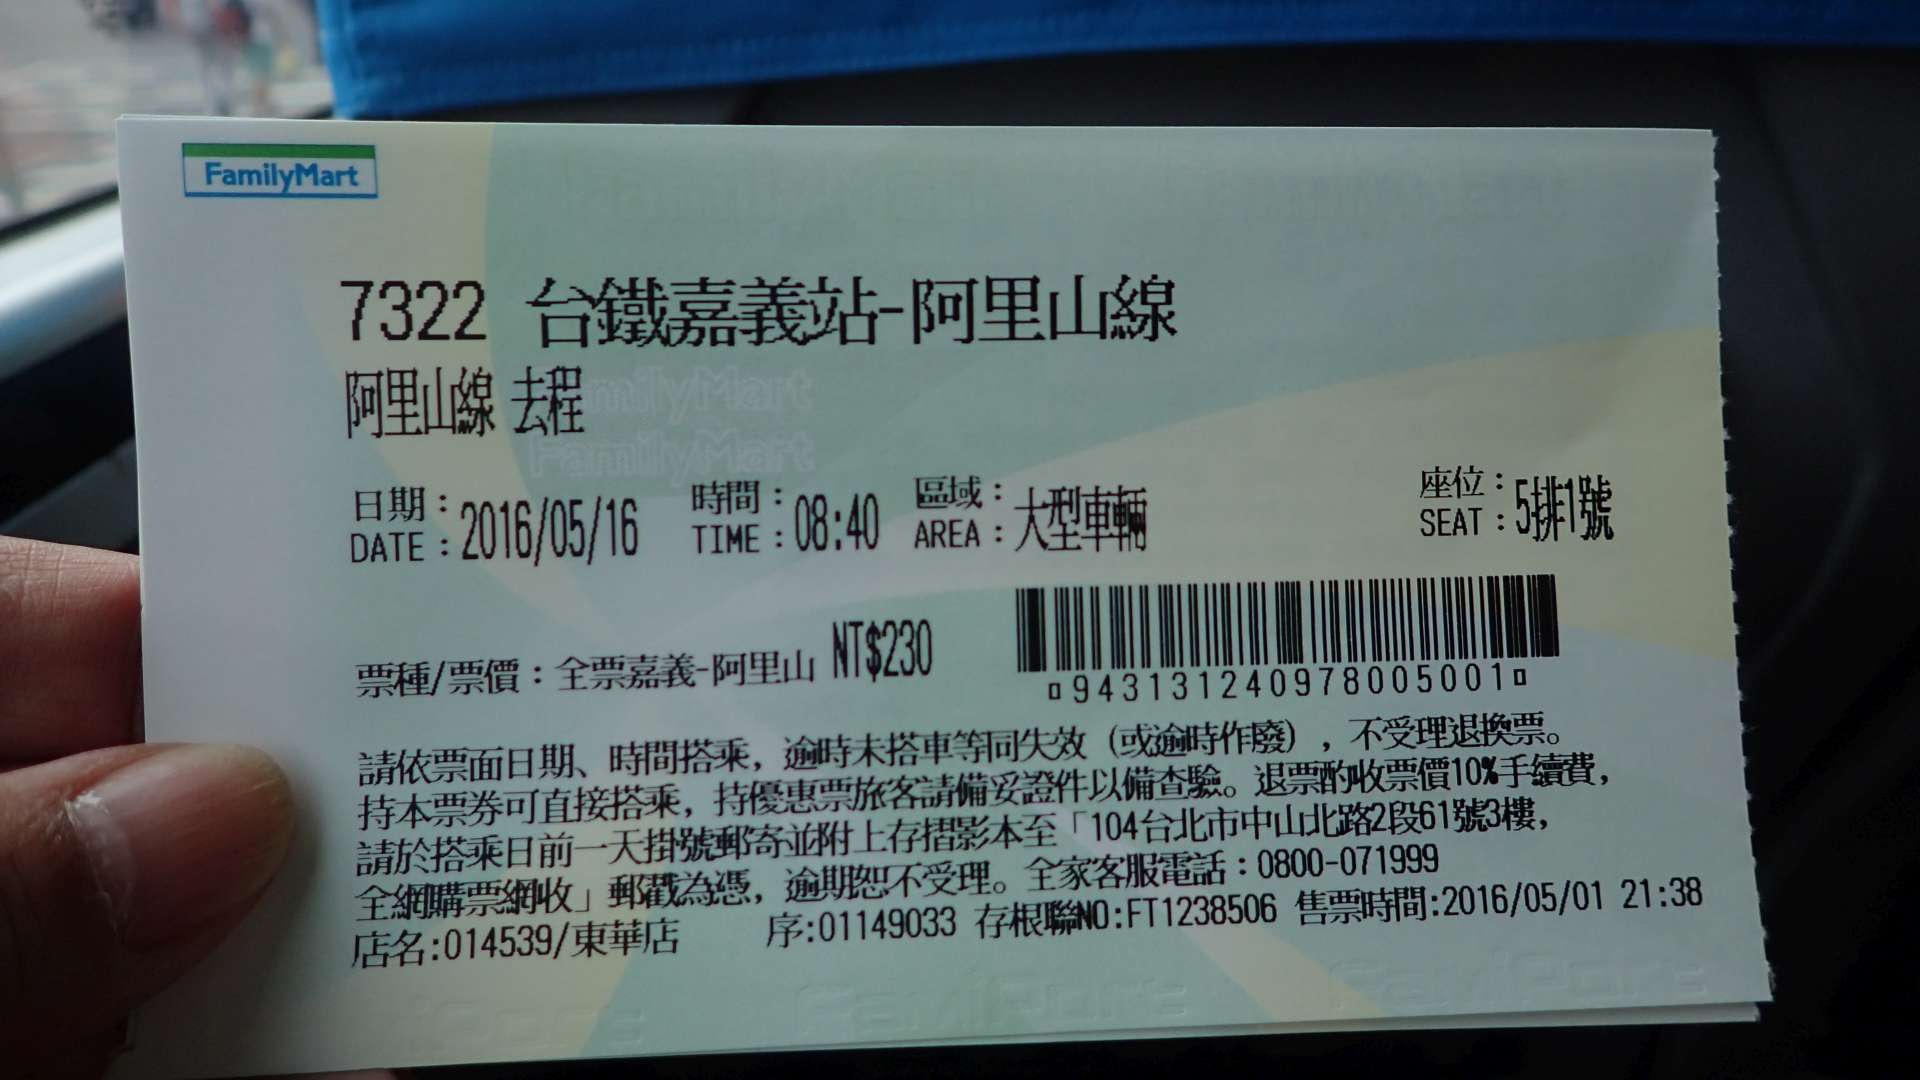 FamilyMart
7322 台鐵嘉義站-阿里山線
阿里山線 去程
FamilyMart
FamilyMart
日期： 時間： 區域： 座位：
DATE：2016/05/16 TIME：08:40 AREA：大型車輛 SEAT：5排1號
票種/票價：全票嘉義-阿里山 NT$230
943131240978005001
請依票面日期、時間搭乘，逾時未搭車等同失效（或逾時作廢），不受理退換票。
持本票券可直接搭乘，持優惠票旅客請備妥證件以備查驗。退票酌收票價10%手續費，
請於搭乘日前一天掛號郵寄並附上存摺影本至「104台北市中山北路2段61號3樓，
全網購票網收」郵戳為憑，逾期恕不受理。全家客服電話：0800-071999
店名:014539/東華店 序:01149033 存根聯NO:FT1238506 售票時間:2016/05/01 21:38
FamiPort FamiPort